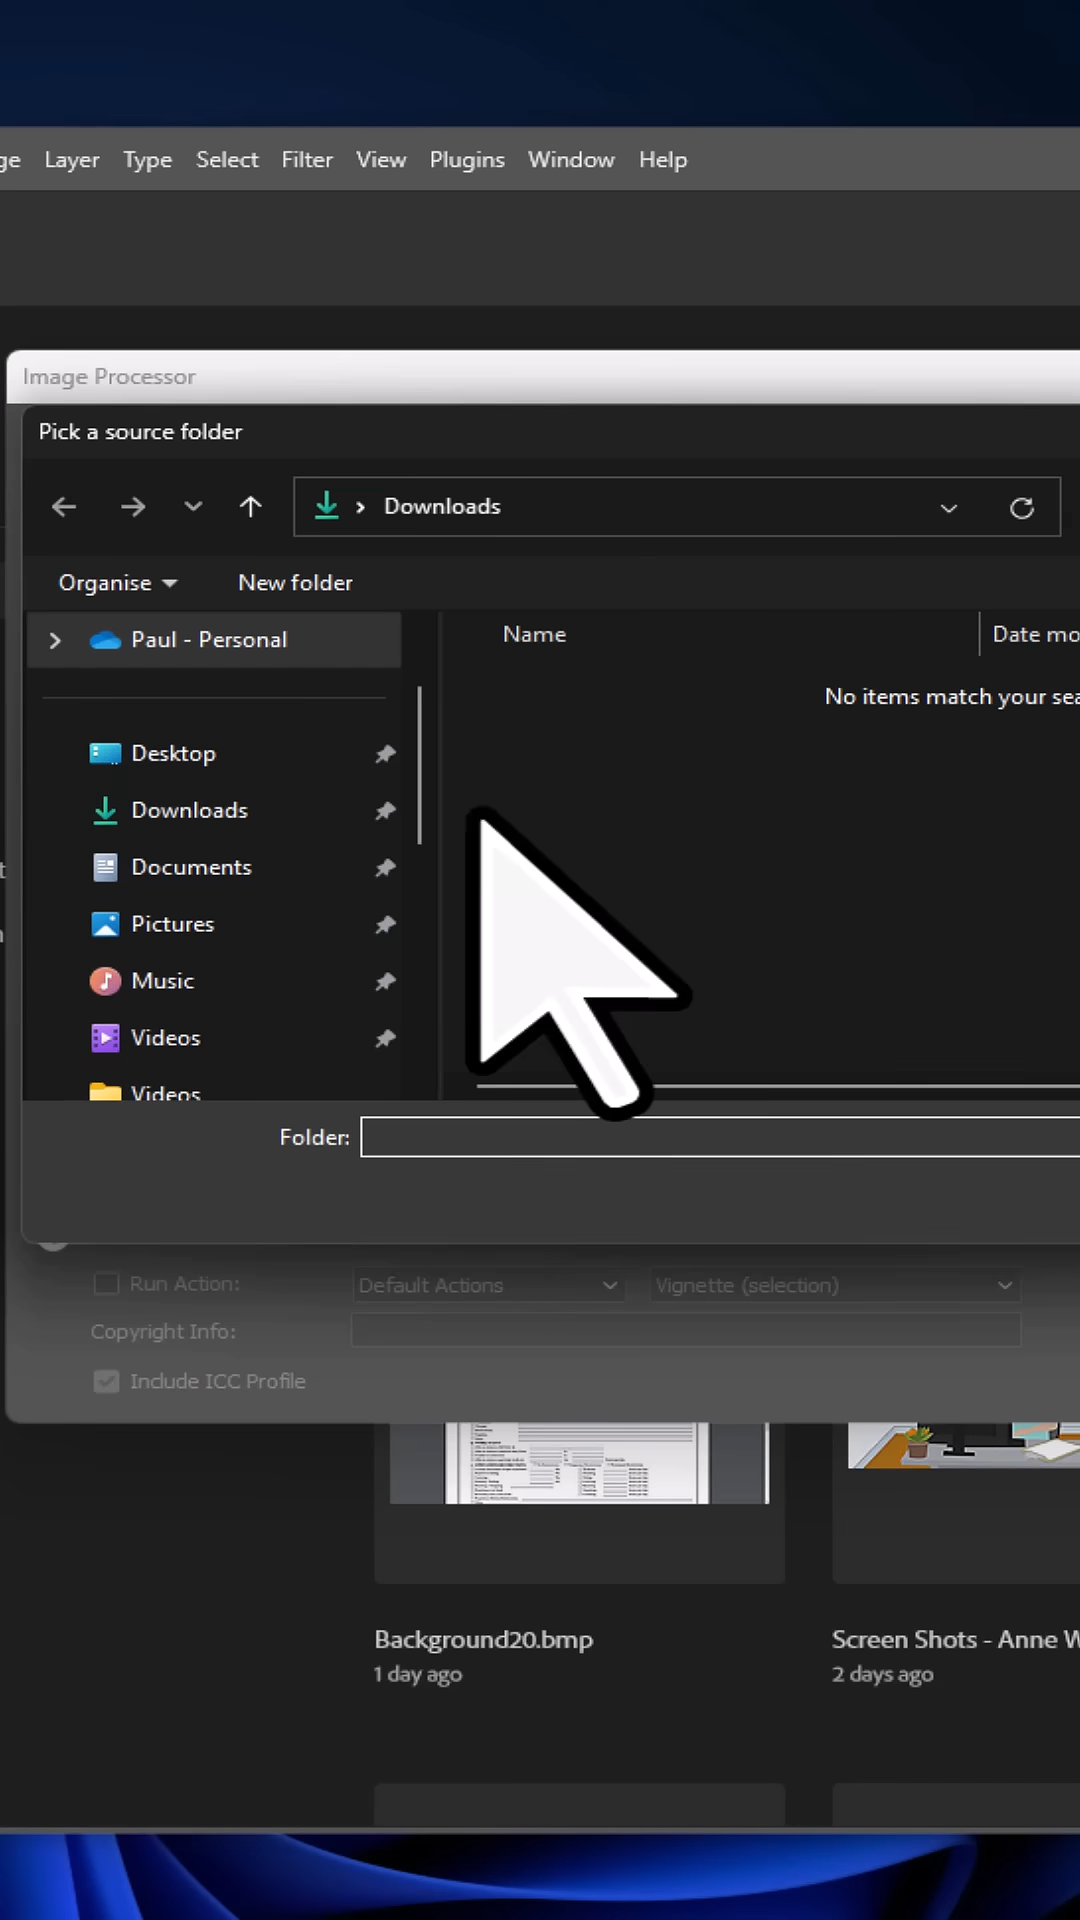 ge Layer Type Select Filter View Plugins Window Help
Image Processor
Pick a source folder
Downloads
Organise New folder
Paul - Personal
Name Date mo
No items match your sea
Desktop
Downloads
Documents
Pictures
Music
Videos
Videos
Folder:
Run Action: Default Actions Vignette (selection)
Copyright Info:
Include ICC Profile
Background20.bmp
1 day ago
Screen Shots - Anne W
2 days ago